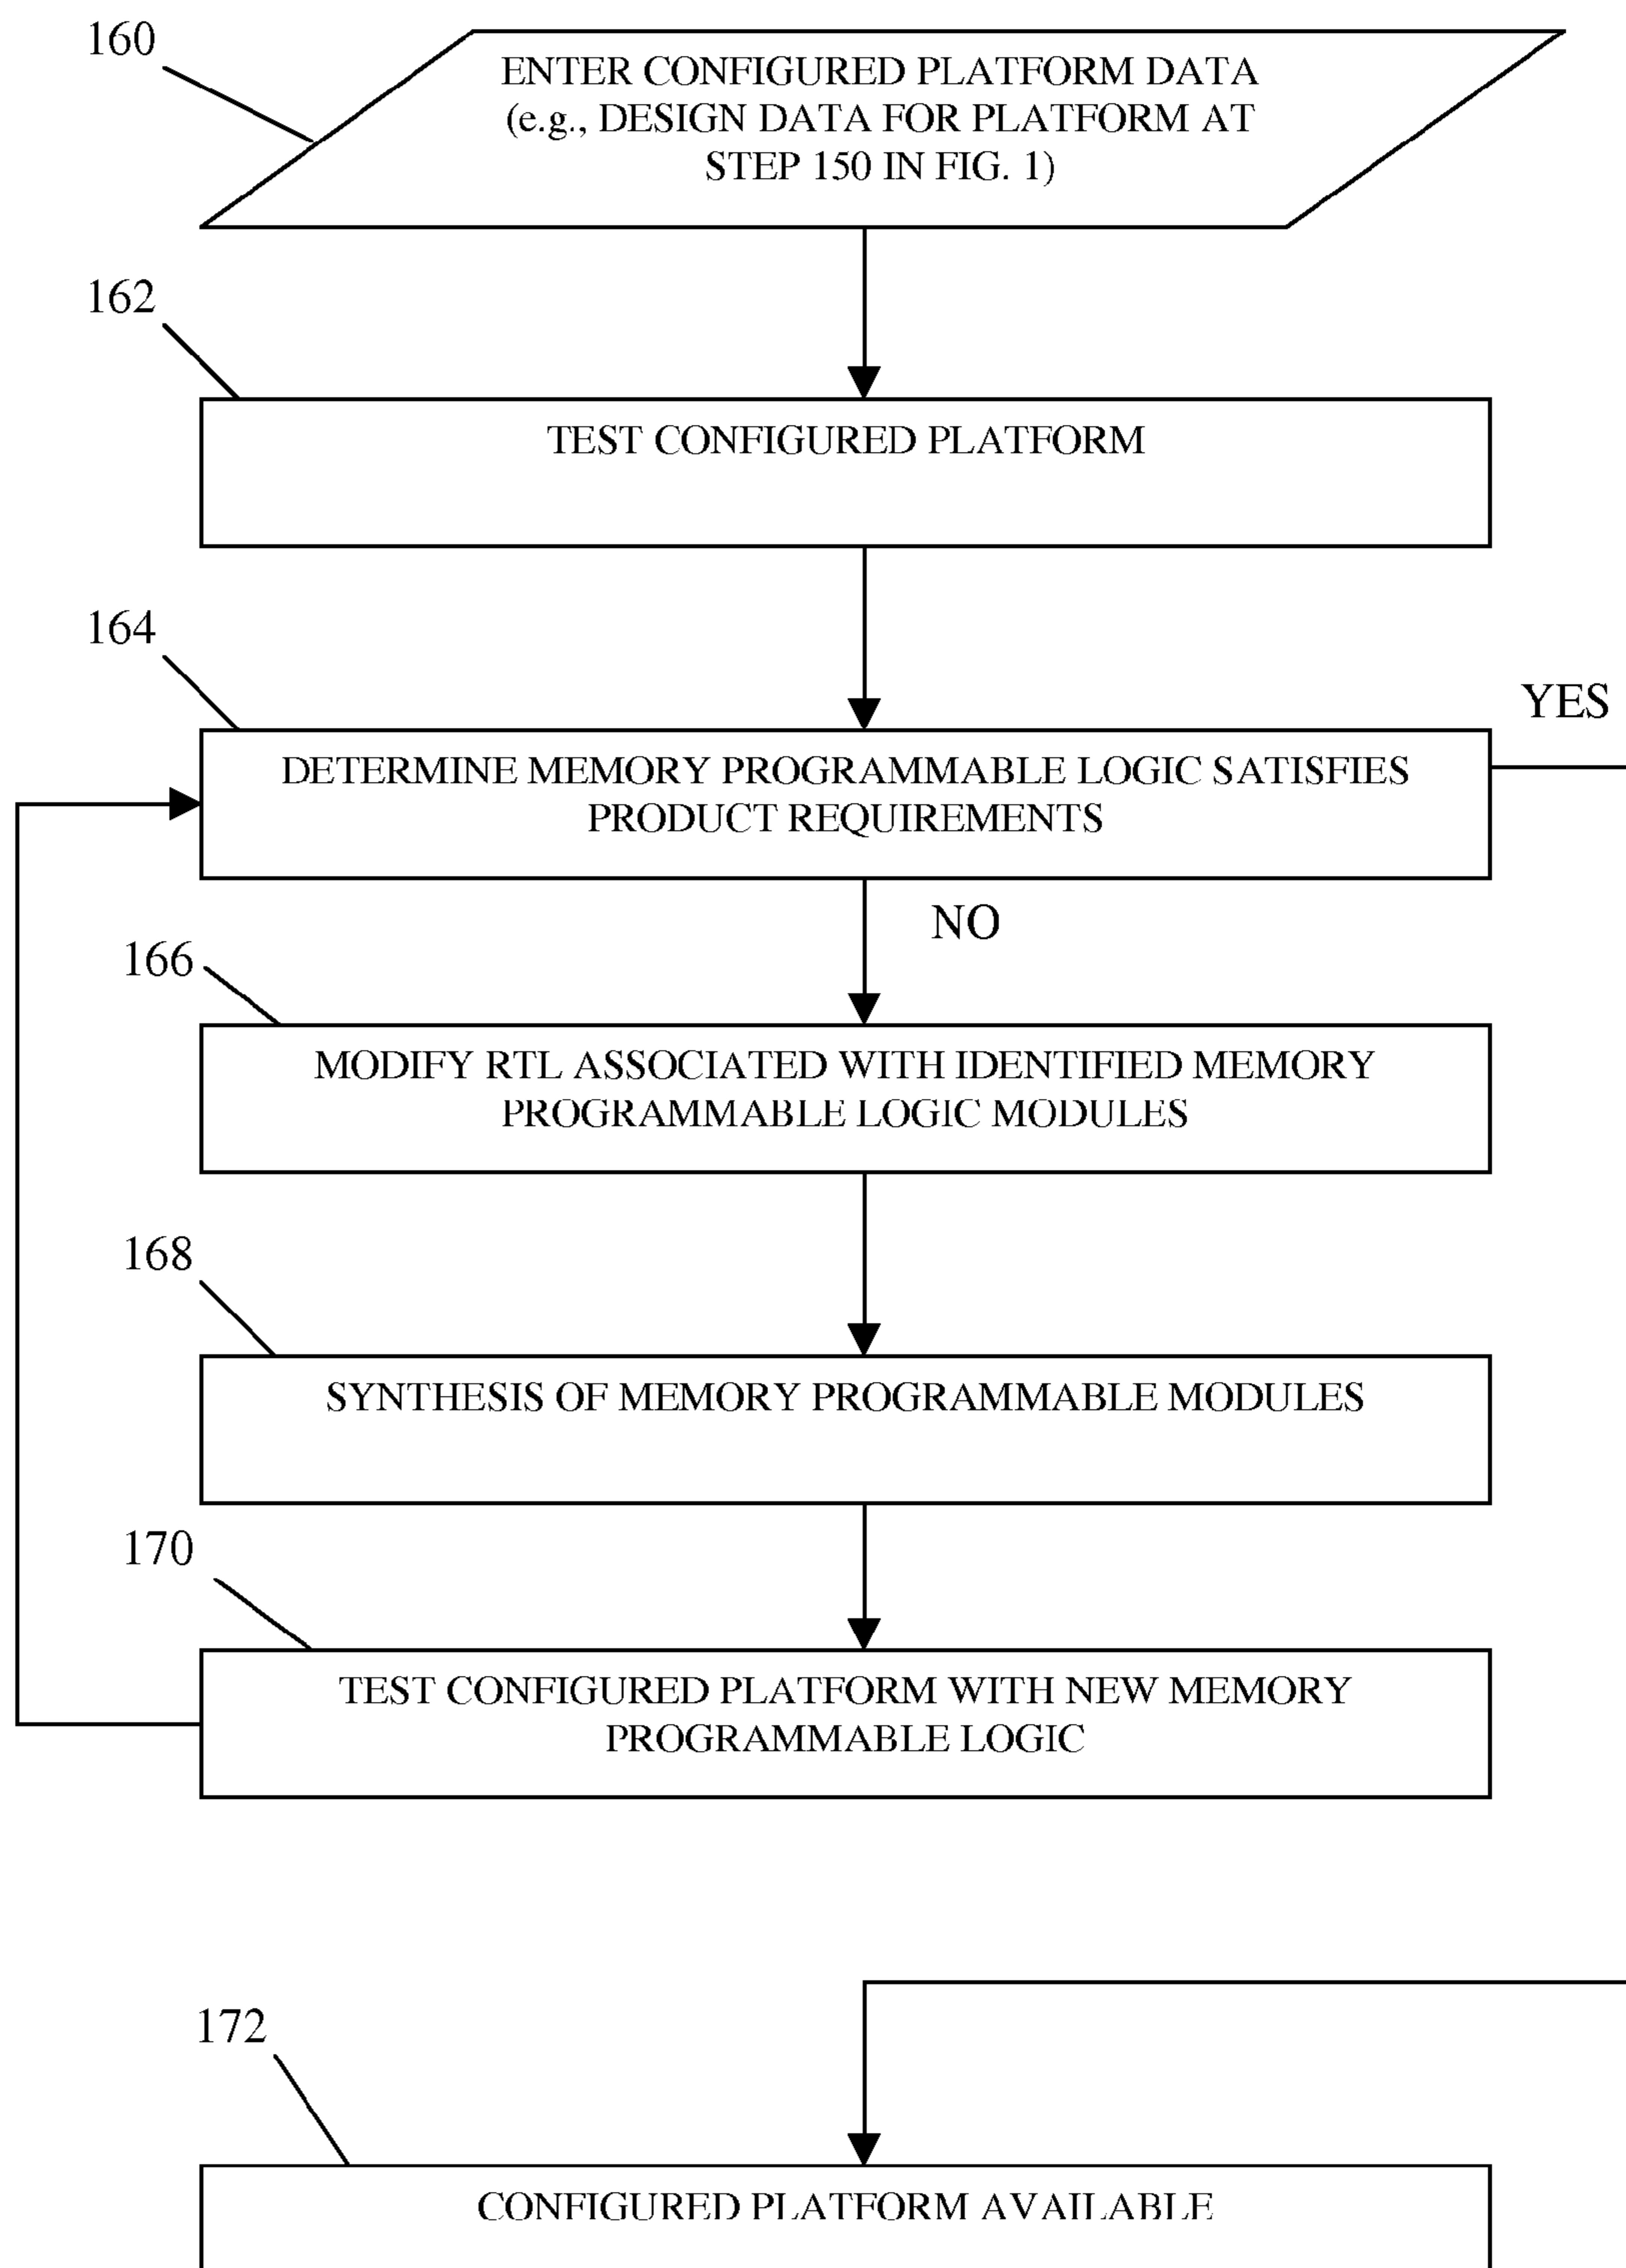 160
ENTER CONFIGURED PLATFORM DATA
(e.g., DESIGN DATA FOR PLATFORM AT
STEP 150 IN FIG. 1)
162
TEST CONFIGURED PLATFORM
164
YES
DETERMINE MEMORY PROGRAMMABLE LOGIC SATISFIES
PRODUCT REQUIREMENTS
NO
166
MODIFY RTL ASSOCIATED WITH IDENTIFIED MEMORY
PROGRAMMABLE LOGIC MODULES
168
SYNTHESIS OF MEMORY PROGRAMMABLE MODULES
170
TEST CONFIGURED PLATFORM WITH NEW MEMORY
PROGRAMMABLE LOGIC
172
CONFIGURED PLATFORM AVAILABLE